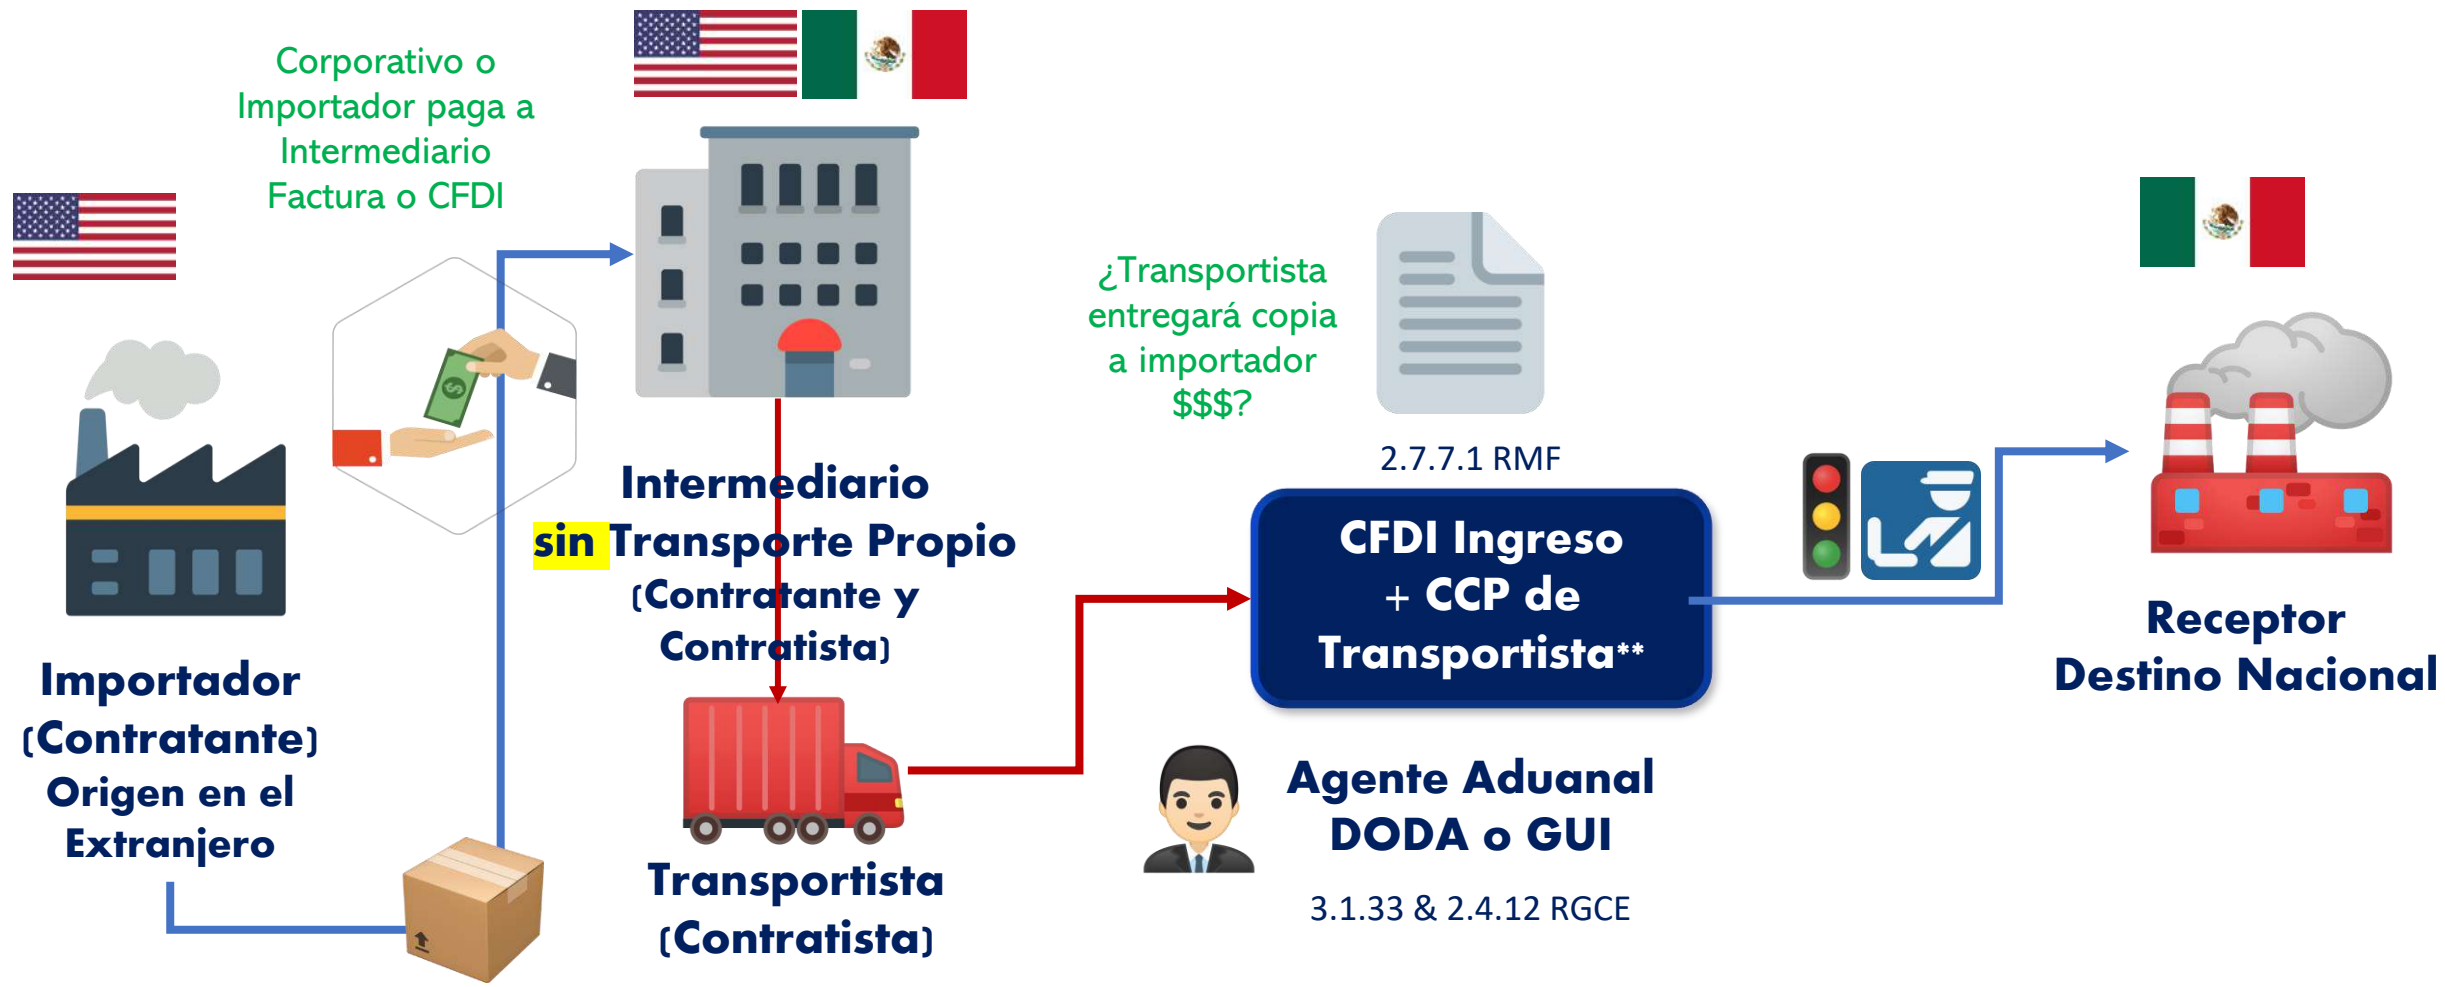 Corporativo o
Importador paga a
Intermediario
Factura o CFDI
Importador
(Contratante)
Origen en el
Extranjero
Intermediario
sin Transporte Propio
(Contratante y
Contratista)
Transportista
(Contratista)
¿Transportista
entregará copia
a importador
$$$?
2.7.7.1 RMF
CFDI Ingreso
+ CCP de
Transportista**
Agente Aduanal
DODA o GUI
3.1.33 & 2.4.12 RGCE
Receptor
Destino Nacional